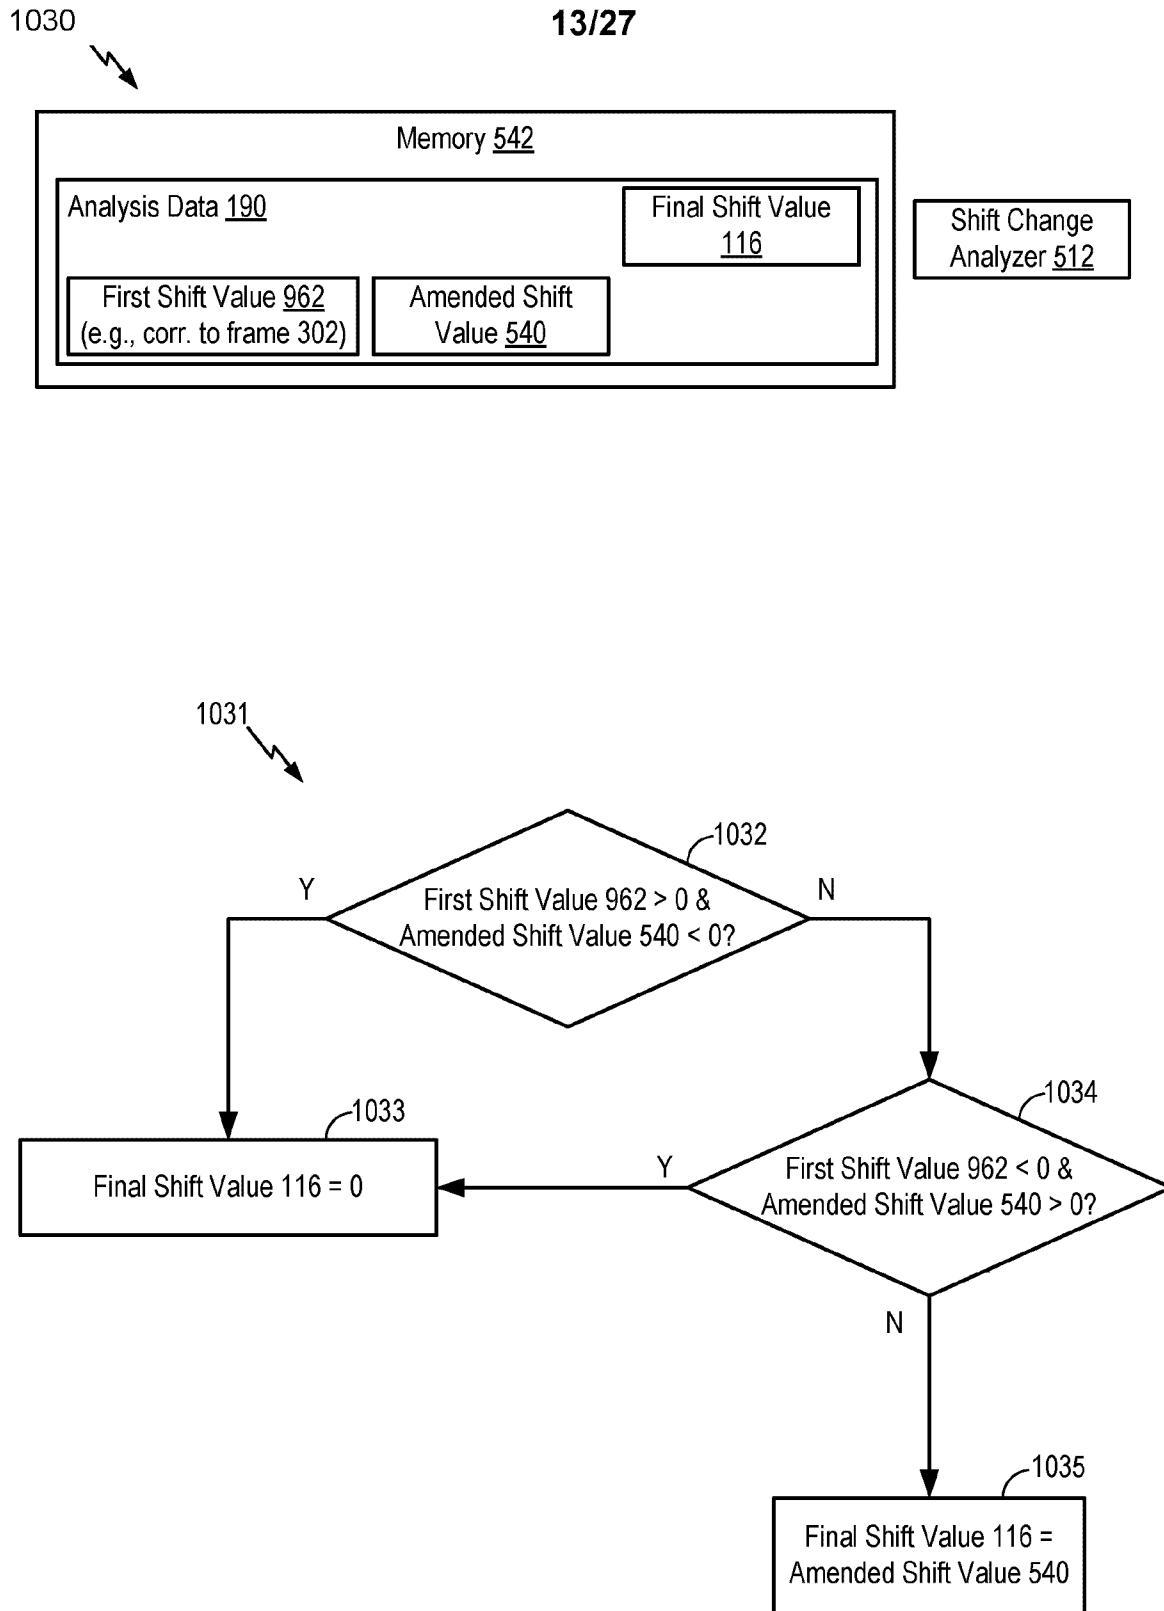 1030
13/27
Memory 542
Analysis Data 190
Final Shift Value
116
First Shift Value 962
(e.g., corr. to frame 302)
Amended Shift
Value 540
Shift Change
Analyzer 512
1031
1032
Y
First Shift Value 962 > 0 &
Amended Shift Value 540 < 0?
N
1033
Final Shift Value 116 = 0
1034
Y
First Shift Value 962 < 0 &
Amended Shift Value 540 > 0?
N
1035
Final Shift Value 116 =
Amended Shift Value 540